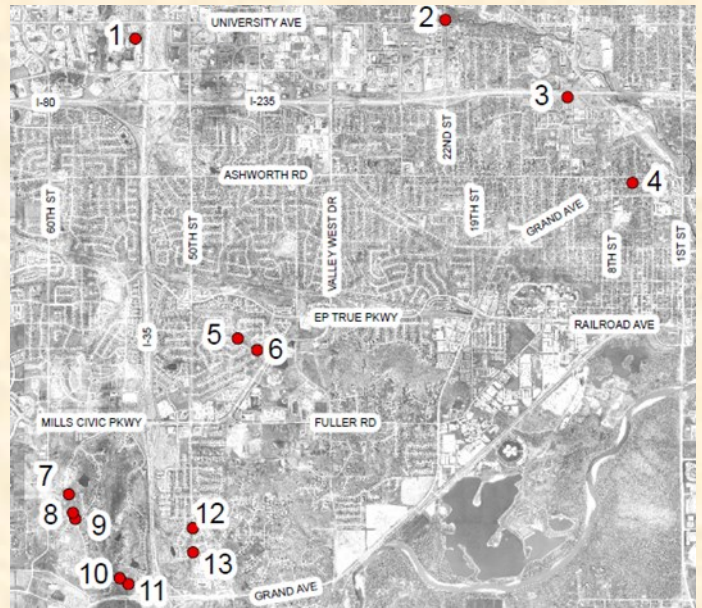 UNIVERSITY AVE
1
2
I-80
I-235
3
22ND ST
ASHWORTH RD
4
60TH ST
50TH ST
VALLEY WEST DR
19TH ST
GRAND AVE
8TH ST
1ST ST
I-35
5
6
EP TRUE PKWY
RAILROAD AVE
MILLS CIVIC PKWY
FULLER RD
7
8
9
12
13
10
11
GRAND AVE